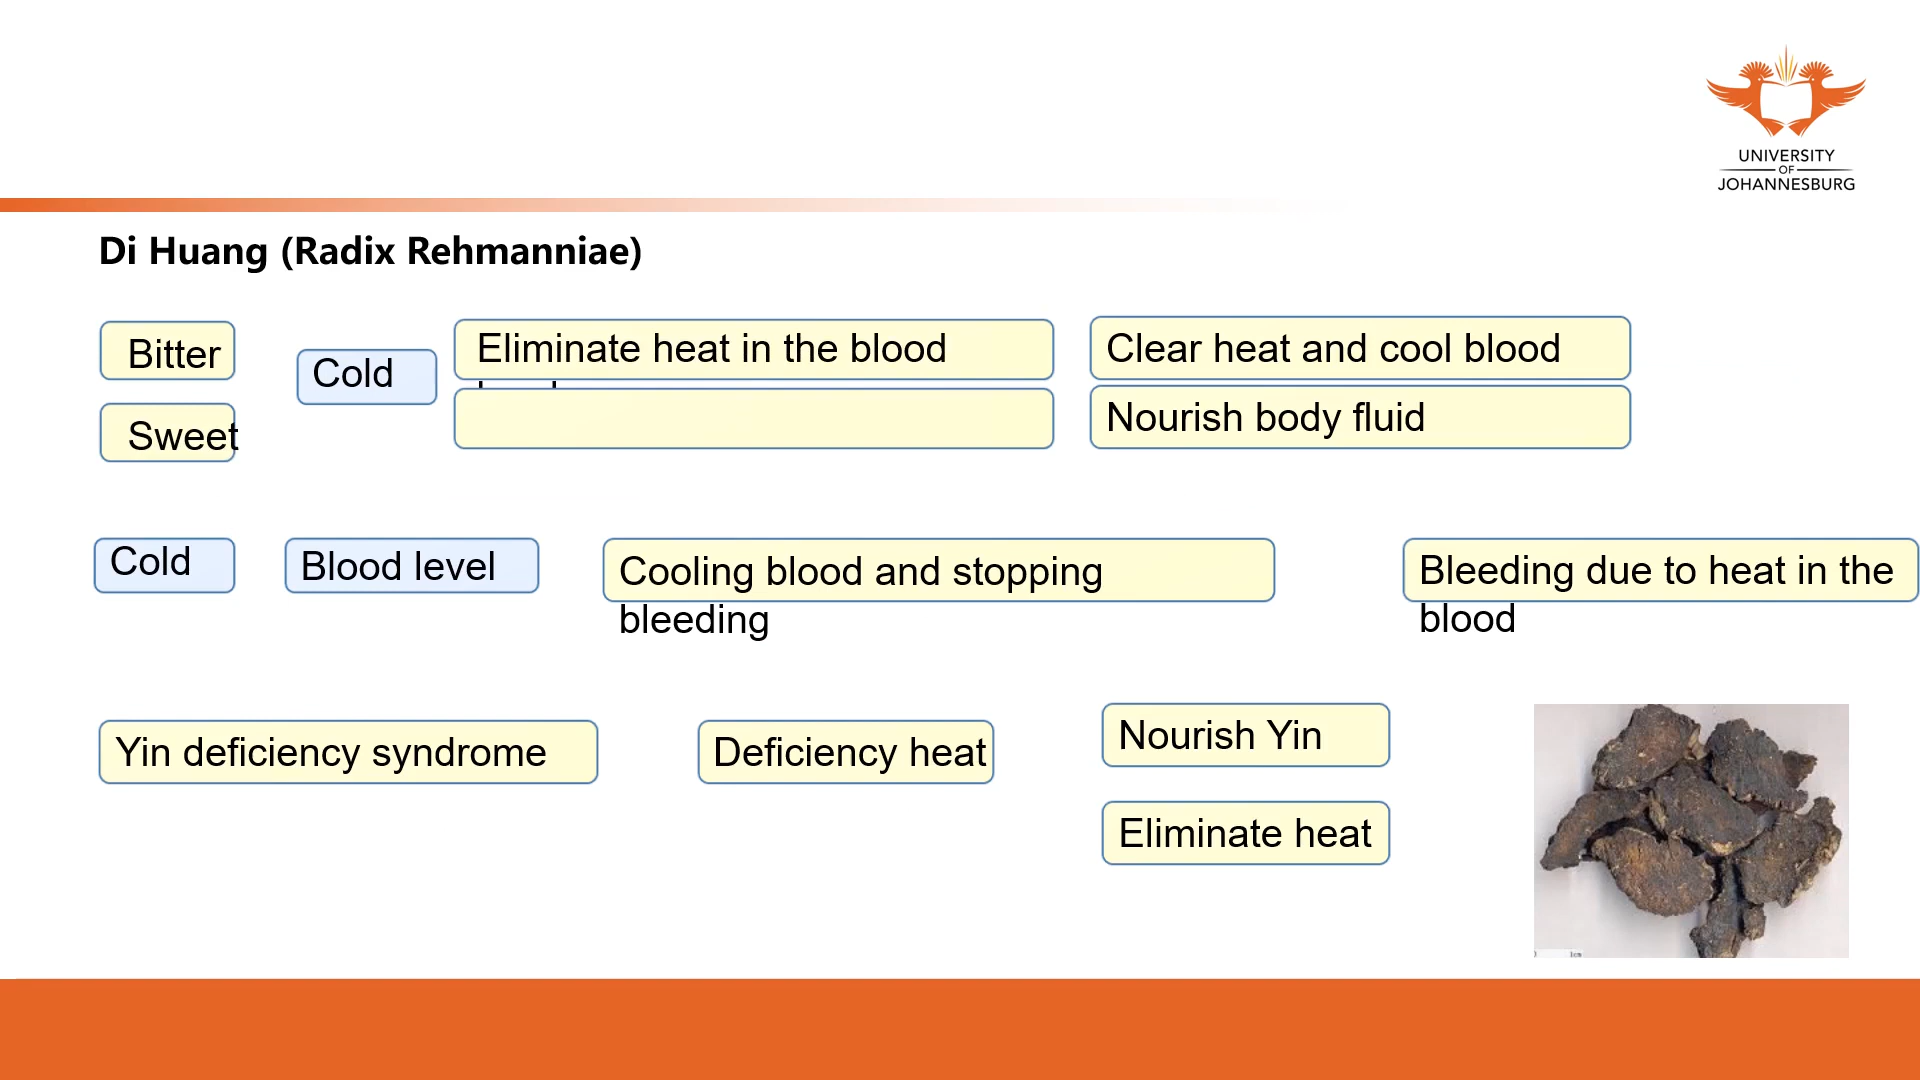 UNIVERSITY
OF
JOHANNESBURG
Di Huang (Radix Rehmanniae)
Bitter
Sweet
Cold
Eliminate heat in the blood
Clear heat and cool blood
Nourish body fluid
Cold
Blood level
Cooling blood and stopping
bleeding
Bleeding due to heat in the
blood
Yin deficiency syndrome
Deficiency heat
Nourish Yin
Eliminate heat